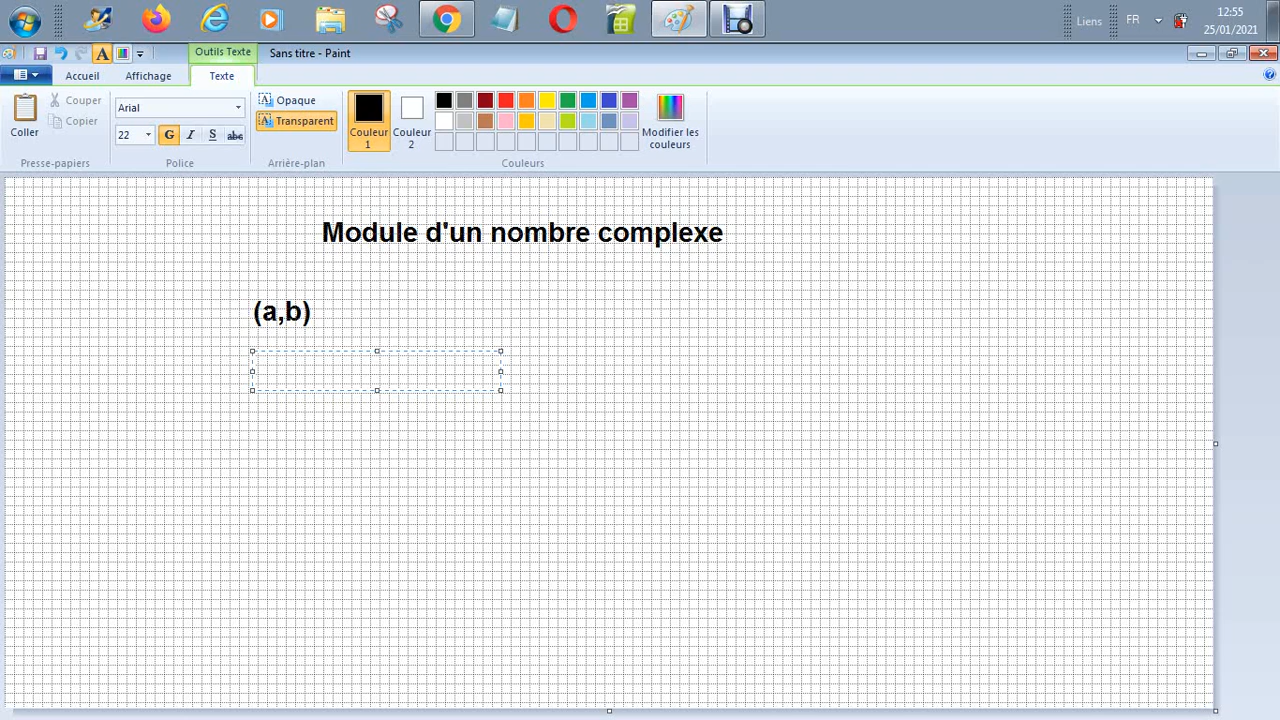 12:55
Liens FR
25/01/2021
Outils Texte Sans titre - Paint
Accueil Affichage Texte
Coller
Couper
Copier
Presse-papiers
Arial
22 G I S abc
Police
Opaque
Transparent
Arrière-plan
Couleur 1
Couleur 2
Modifier les couleurs
Couleurs
Module d'un nombre complexe
(a,b)